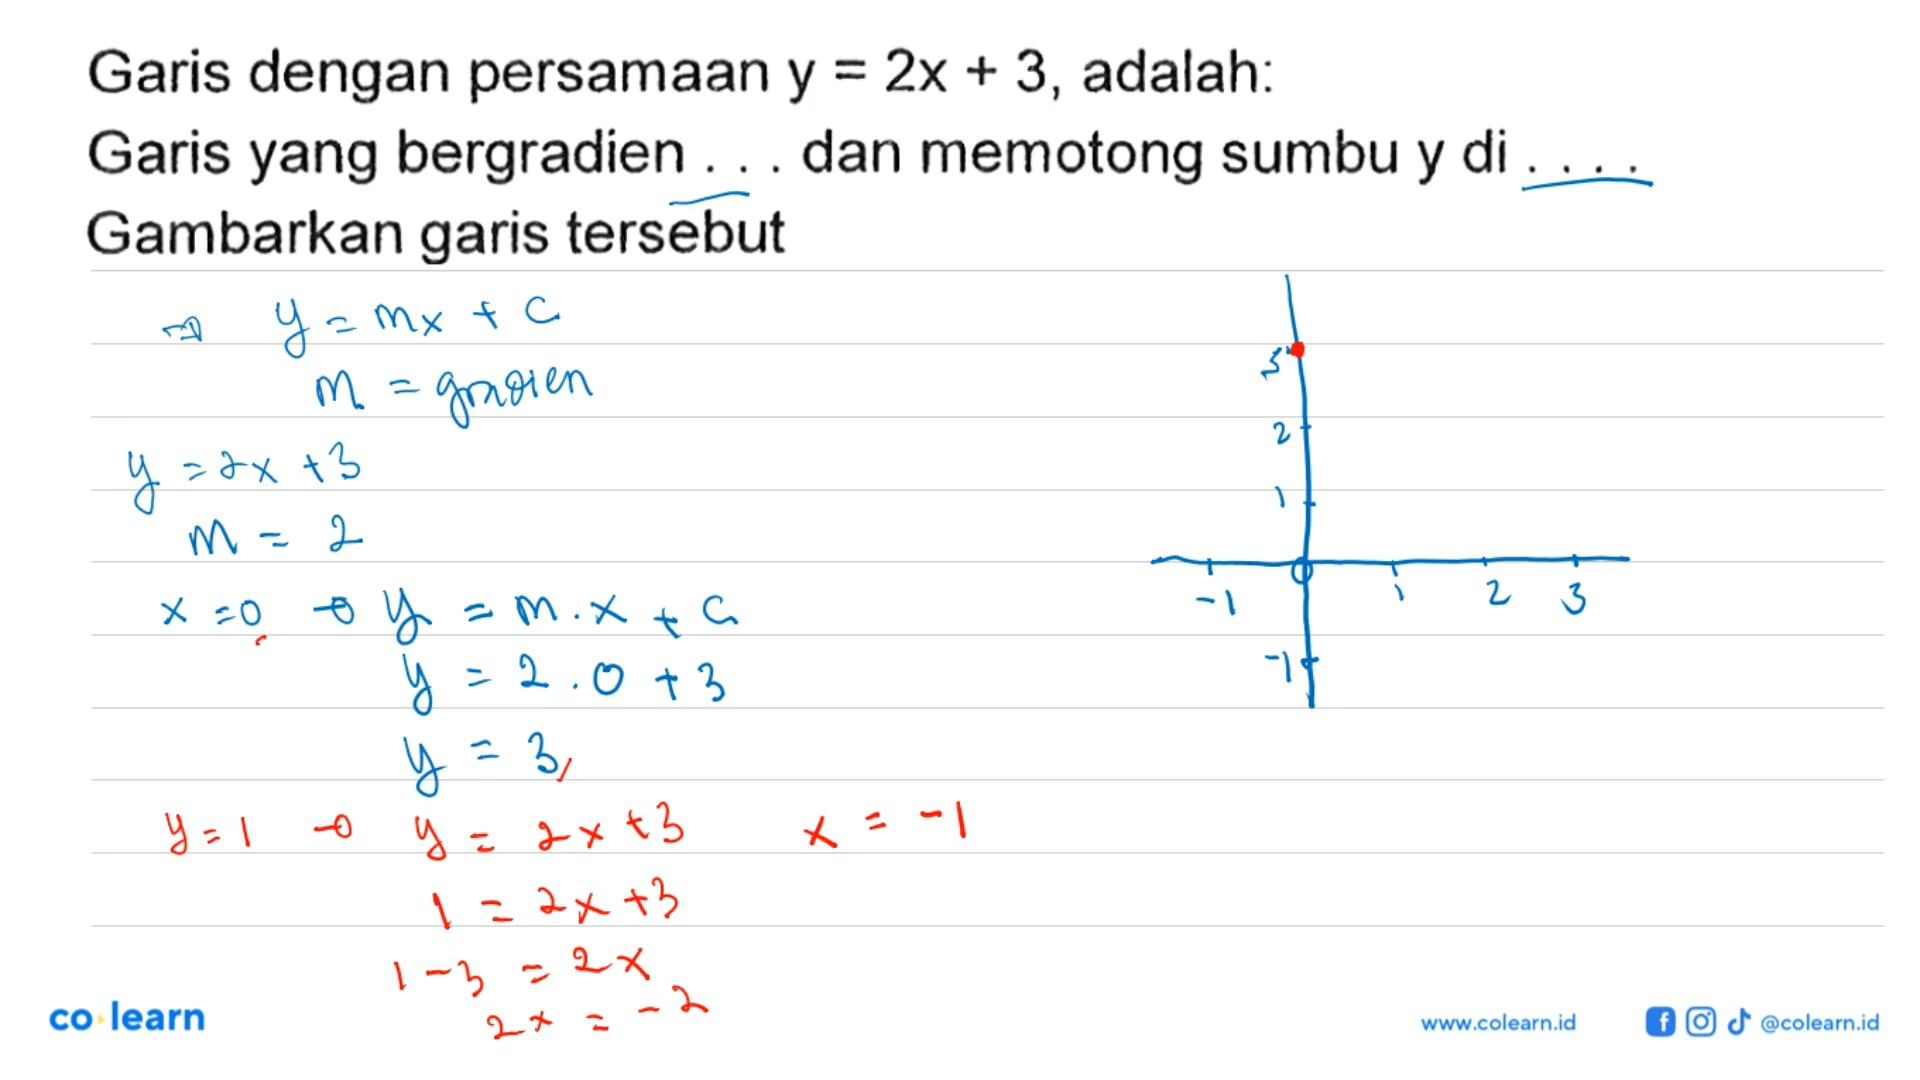 Garis dengan persamaan y = 2x + 3, adalah:
Garis yang bergradien . . . dan memotong sumbu y di . . . .
Gambarkan garis tersebut
⇒ y = mx + c
m = gradien
y = 2x + 3
m = 2
x = 0 → y = m . x + c
y = 2 . 0 + 3
y = 3
y = 1 → y = 2x + 3 x = -1
1 = 2x + 3
1 - 3 = 2x
2x = -2
3
2
1
-1 0 1 2 3
-1
co learn
www.colearn.id
@colearn.id